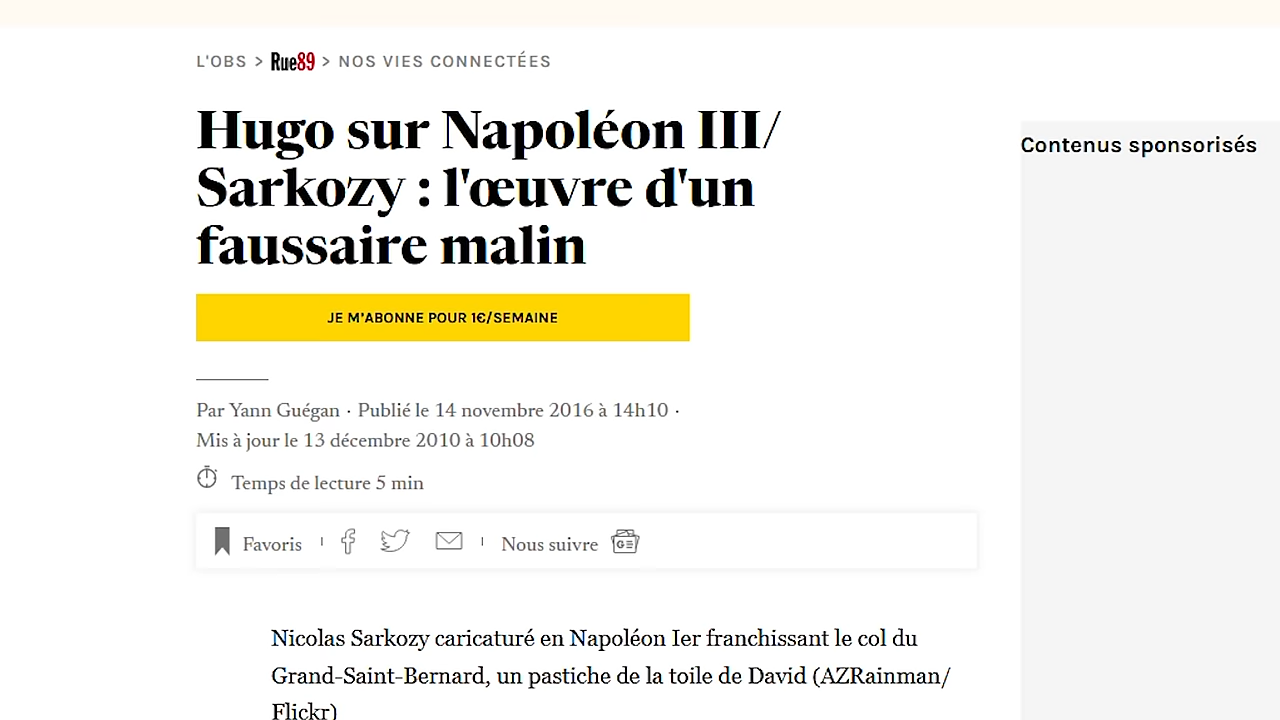 L'OBS > Rue89 > NOS VIES CONNECTÉES
Hugo sur Napoléon III/
Sarkozy : l'œuvre d'un
faussaire malin
Contenus sponsorisés
JE M'ABONNE POUR 1€/SEMAINE
Par Yann Guégan · Publié le 14 novembre 2016 à 14h10 ·
Mis à jour le 13 décembre 2010 à 10h08
Temps de lecture 5 min
Favoris
Nous suivre
GE
Nicolas Sarkozy caricaturé en Napoléon Ier franchissant le col du
Grand-Saint-Bernard, un pastiche de la toile de David (AZRainman/
Flickr)